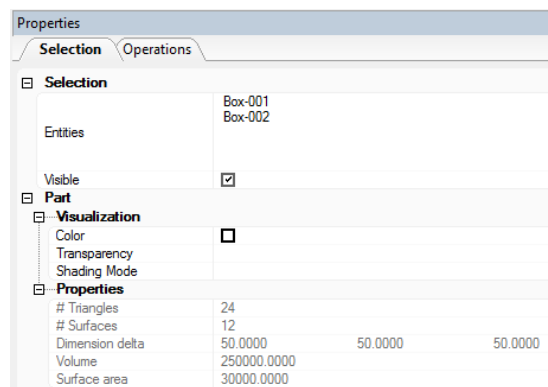 Properties
Selection Operations
Selection
Entities Box-001
Box-002
Visible
Part
Visualization
Color
Transparency
Shading Mode
Properties
# Triangles 24
# Surfaces 12
Dimension delta 50.0000 50.0000 50.0000
Volume 250000.0000
Surface area 30000.0000